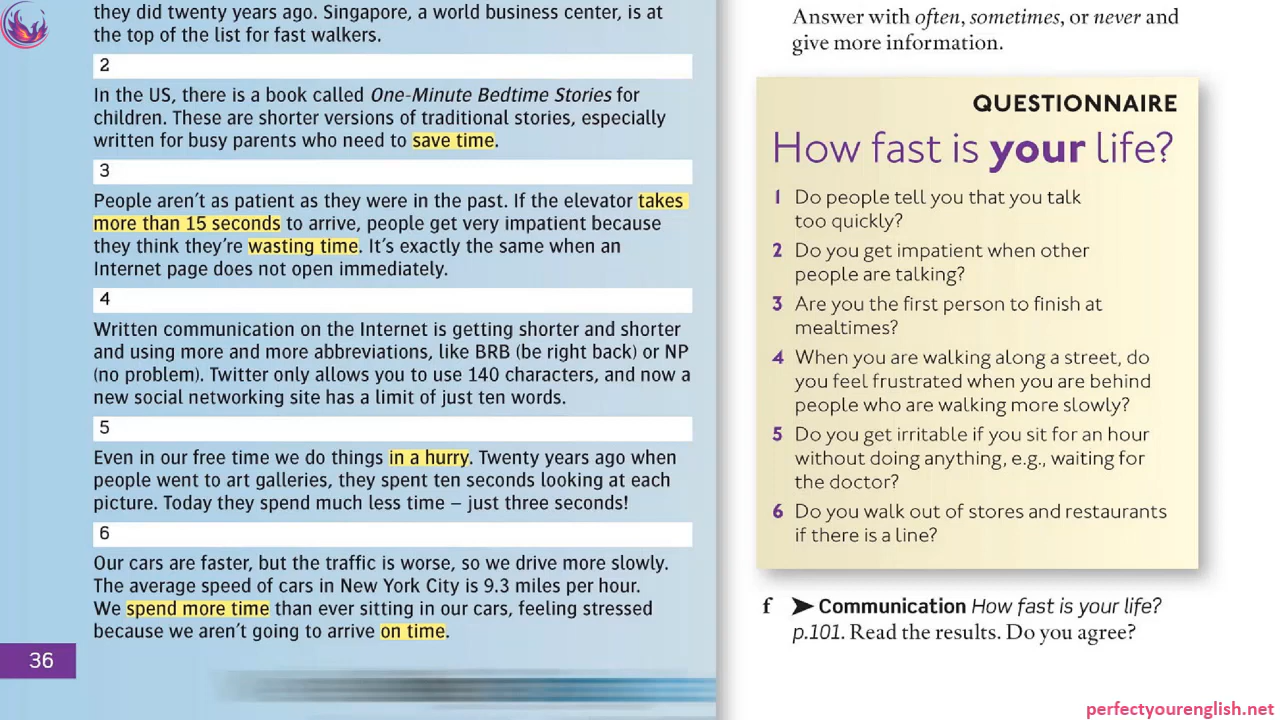 they did twenty years ago. Singapore, a world business center, is at
the top of the list for fast walkers.
2
In the US, there is a book called One-Minute Bedtime Stories for
children. These are shorter versions of traditional stories, especially
written for busy parents who need to save time.
3
People aren't as patient as they were in the past. If the elevator takes
more than 15 seconds to arrive, people get very impatient because
they think they're wasting time. It's exactly the same when an
Internet page does not open immediately.
4
Written communication on the Internet is getting shorter and shorter
and using more and more abbreviations, like BRB (be right back) or NP
(no problem). Twitter only allows you to use 140 characters, and now a
new social networking site has a limit of just ten words.
5
Even in our free time we do things in a hurry. Twenty years ago when
people went to art galleries, they spent ten seconds looking at each
picture. Today they spend much less time – just three seconds!
6
Our cars are faster, but the traffic is worse, so we drive more slowly.
The average speed of cars in New York City is 9.3 miles per hour.
We spend more time than ever sitting in our cars, feeling stressed
because we aren't going to arrive on time.
36
Answer with often, sometimes, or never and
give more information.
QUESTIONNAIRE
How fast is your life?
1 Do people tell you that you talk
too quickly?
2 Do you get impatient when other
people are talking?
3 Are you the first person to finish at
mealtimes?
4 When you are walking along a street, do
you feel frustrated when you are behind
people who are walking more slowly?
5 Do you get irritable if you sit for an hour
without doing anything, e.g., waiting for
the doctor?
6 Do you walk out of stores and restaurants
if there is a line?
f ➤ Communication How fast is your life?
p.101. Read the results. Do you agree?
perfectyourenglish.net